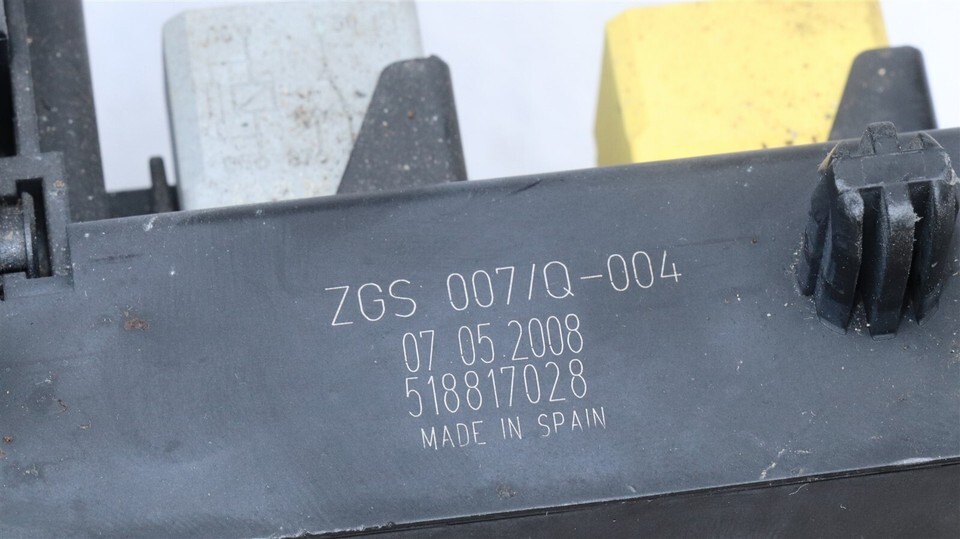 ZGS 007/Q-004
07 05.2008
518817028
MADE IN SPAIN